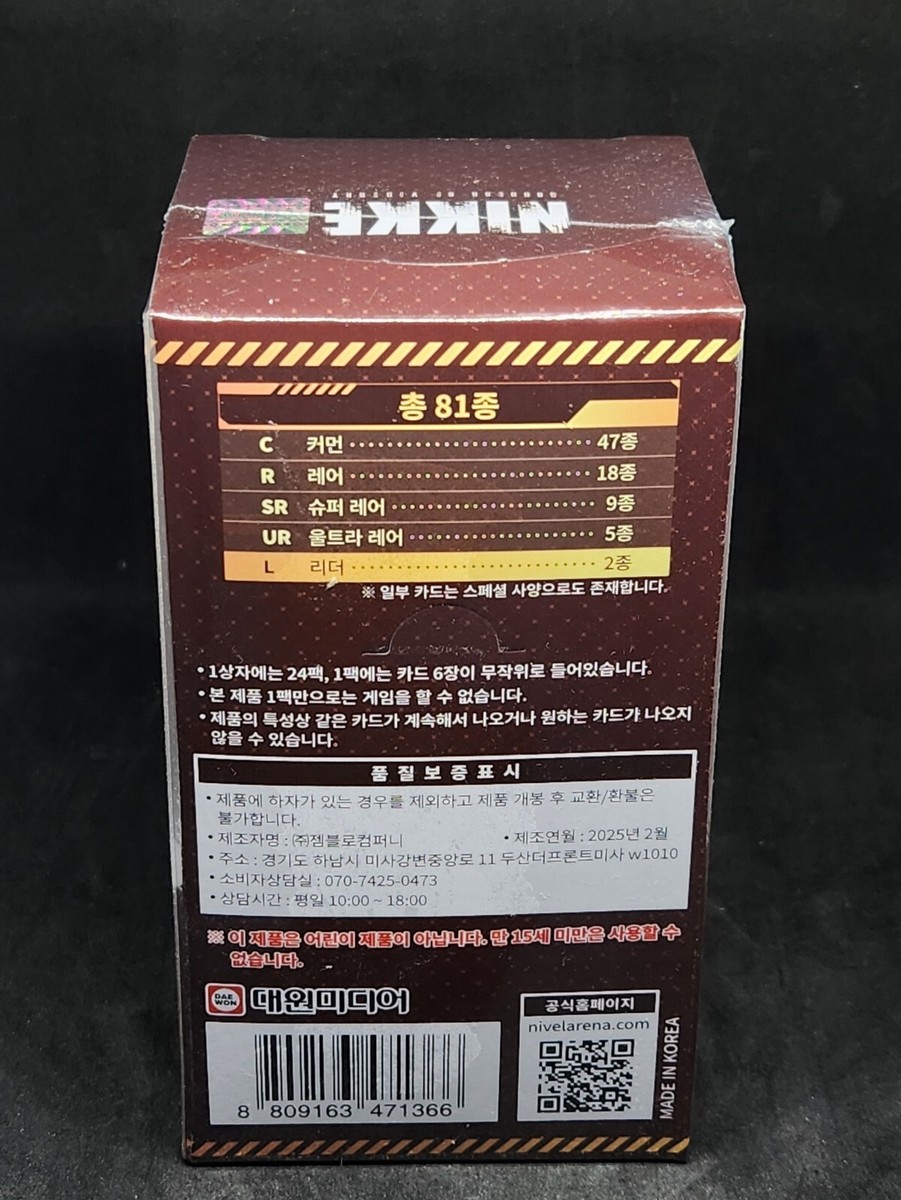 NIKKE
GODDESS OF VICTORY
총 81종
C 커먼 47종
R 레어 18종
SR 슈퍼 레어 9종
UR 울트라 레어 5종
L 리더 2종
※ 일부 카드는 스페셜 사양으로도 존재합니다.
• 1상자에는 24팩, 1팩에는 카드 6장이 무작위로 들어있습니다.
• 본 제품 1팩만으로는 게임을 할 수 없습니다.
• 제품의 특성상 같은 카드가 계속해서 나오거나 원하는 카드가 나오지
않을 수 있습니다.
품질보증표시
• 제품에 하자가 있는 경우를 제외하고 제품 개봉 후 교환/환불은
불가합니다.
• 제조자명 : ㈜젬블로컴퍼니 • 제조연월 : 2025년 2월
• 주소 : 경기도 하남시 미사강변중앙로 11 두산더프론트미사 w1010
• 소비자상담실 : 070-7425-0473
• 상담시간 : 평일 10:00 ~ 18:00
※ 이 제품은 어린이 제품이 아닙니다. 만 15세 미만은 사용할 수
없습니다.
DAE
WON
대원미디어
공식홈페이지
nivelarena.com
MADE IN KOREA
8 809163 471366